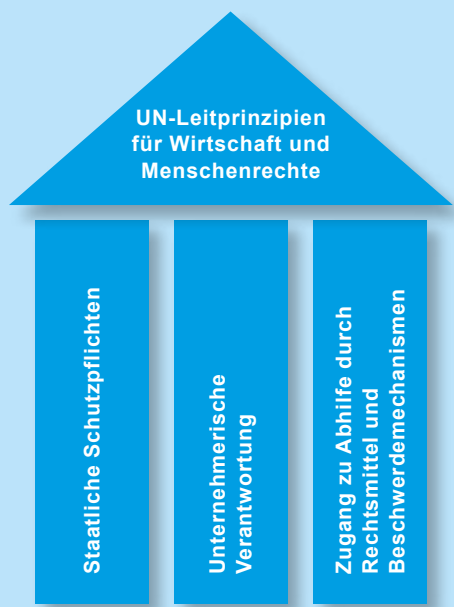 UN-Leitprinzipien
für Wirtschaft und
Menschenrechte
Staatliche Schutzpflichten
Unternehmerische
Verantwortung
Zugang zu Abhilfe durch
Rechtsmittel und
Beschwerdemechanismen